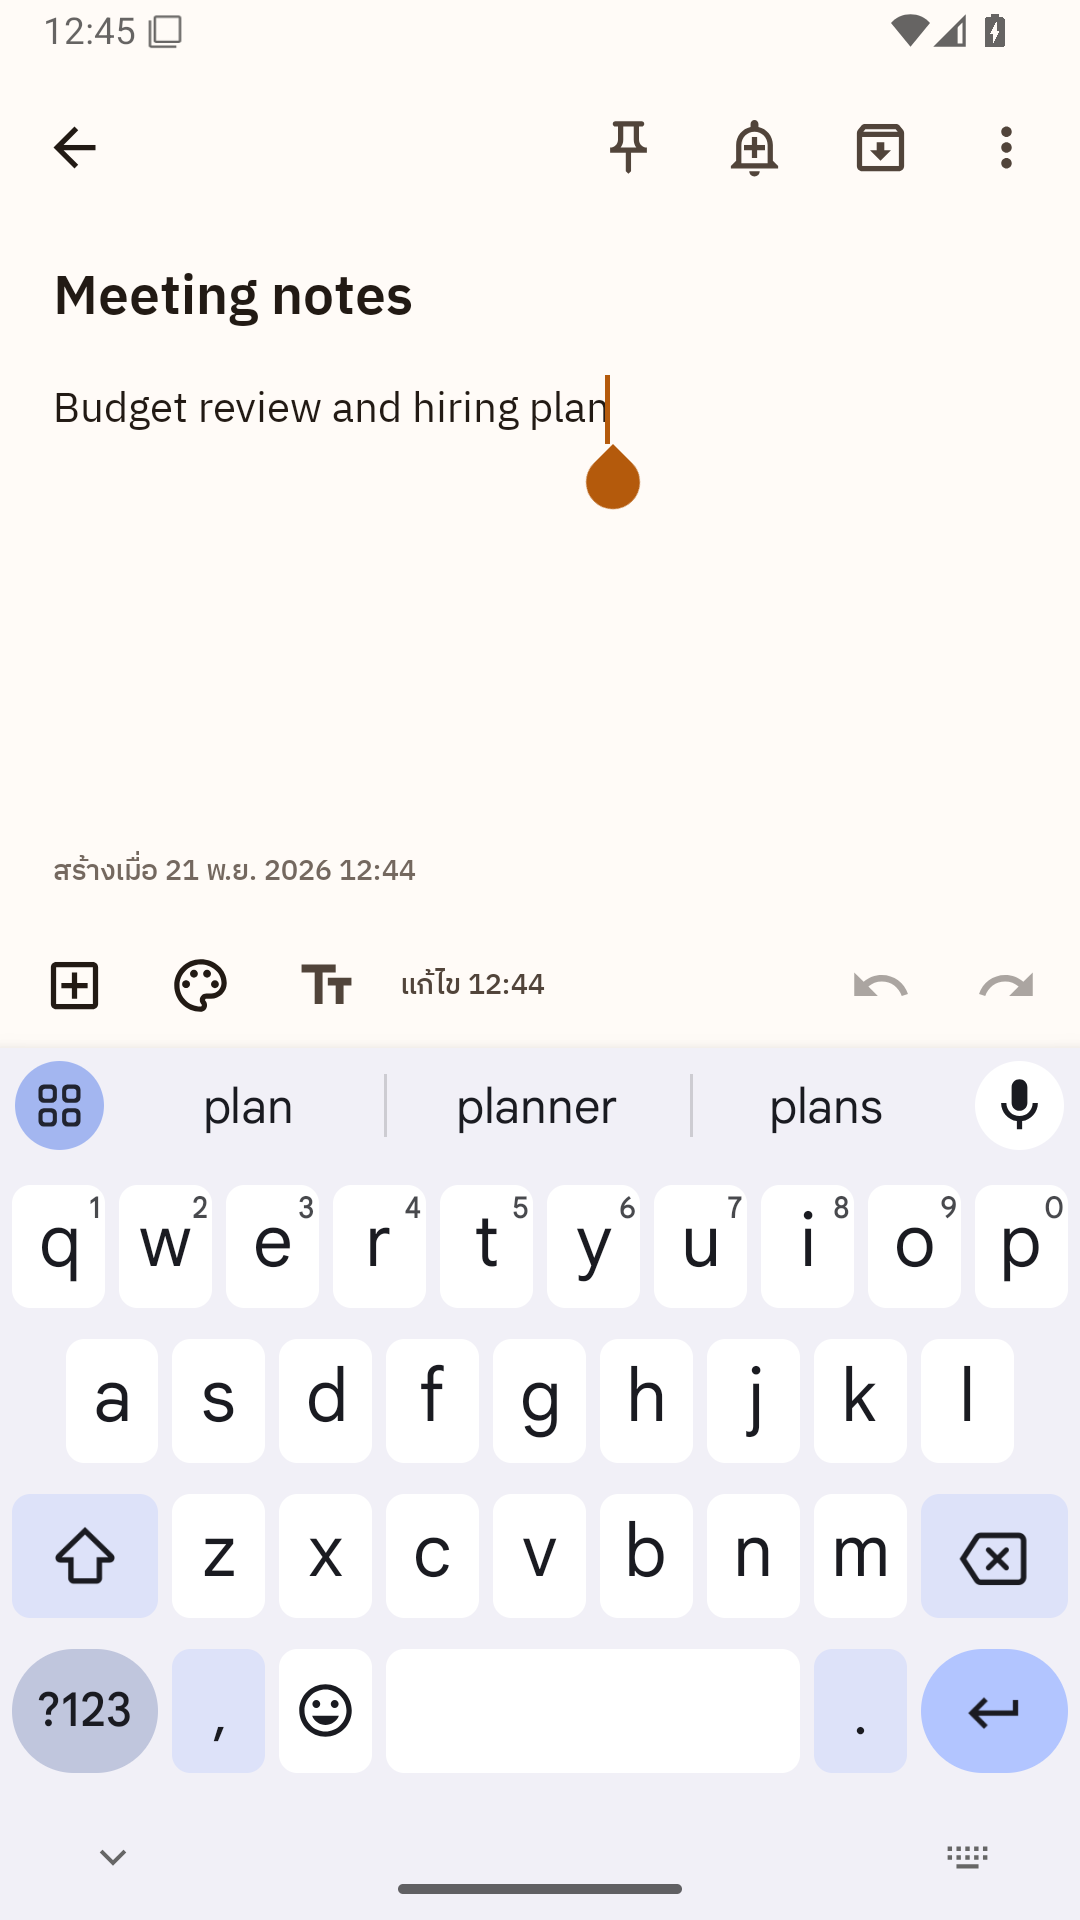 12:45
Meeting notes
Budget review and hiring plan
สร้างเมื่อ 21 พ.ย. 2026 12:44
แก้ไข 12:44
plan planner plans
q1 w2 e3 r4 t5 y6 u7 i8 o9 p0
a s d f g h j k l
z x c v b n m
?123 , .